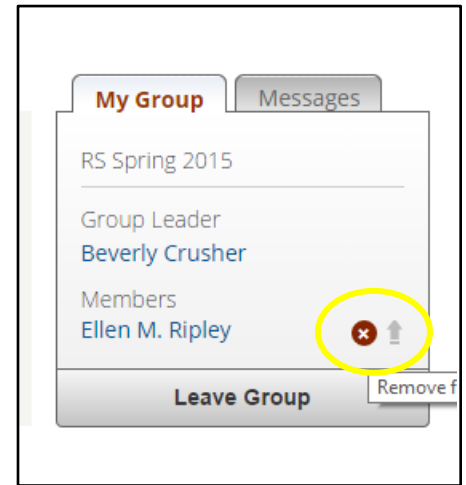 My Group Messages
RS Spring 2015
Group Leader
Beverly Crusher
Members
Ellen M. Ripley
Remove f
Leave Group